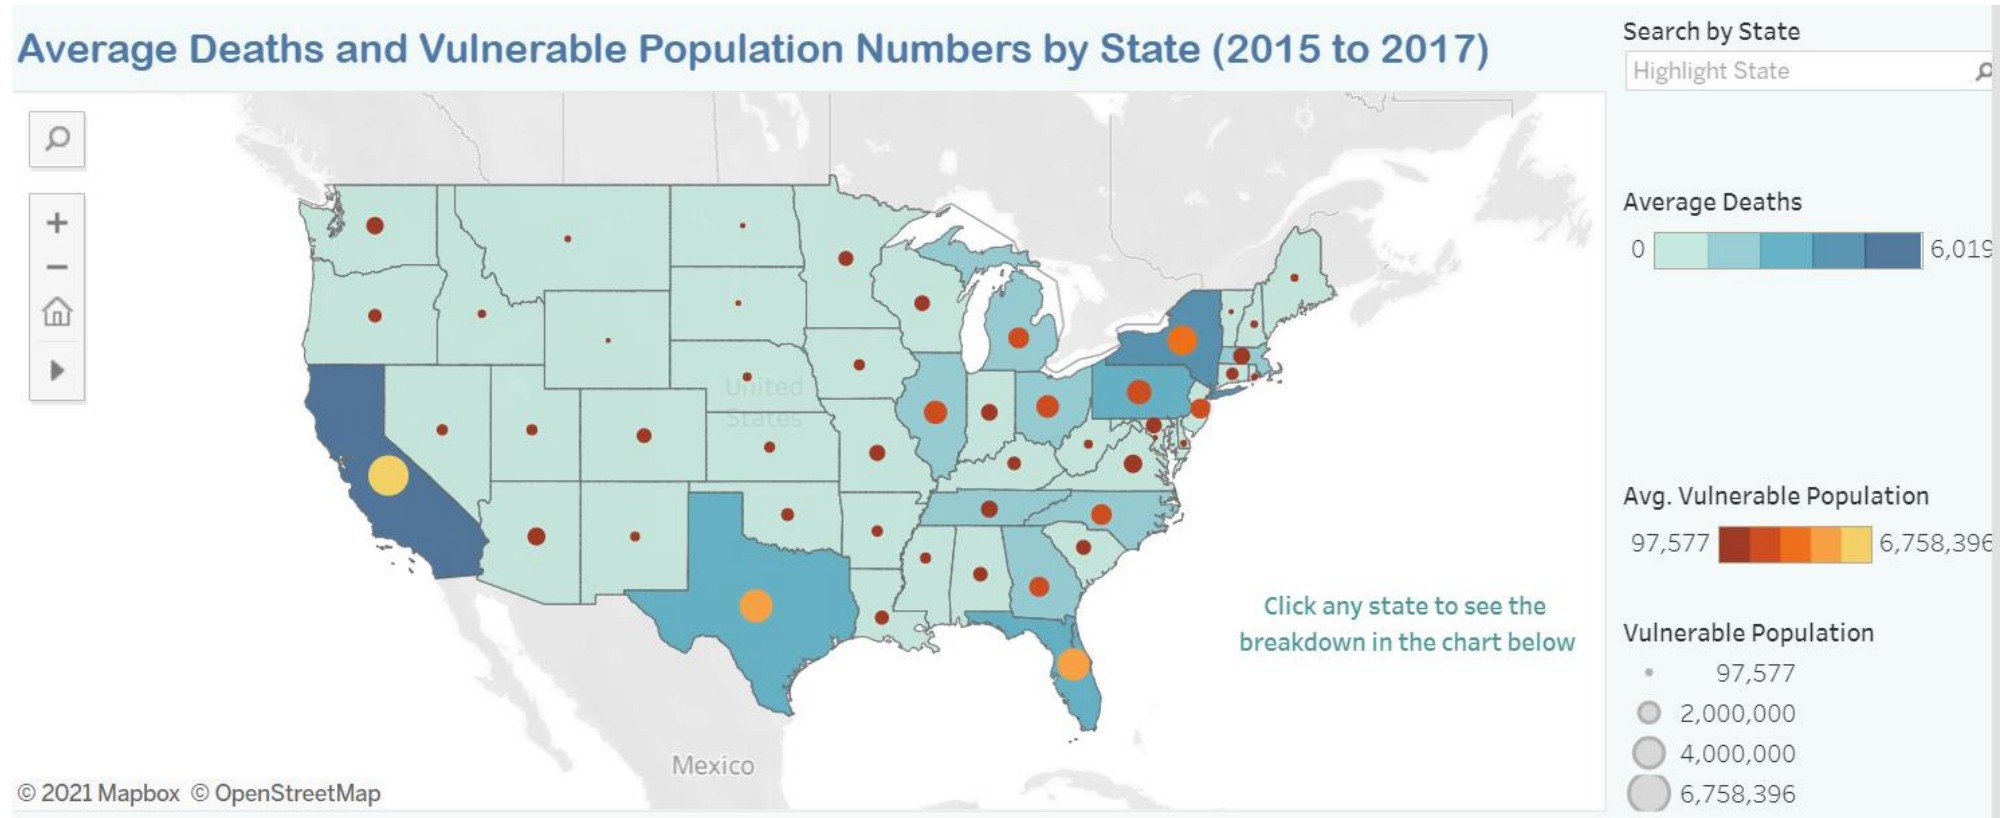 Average Deaths and Vulnerable Population Numbers by State (2015 to 2017)
Search by State
Highlight State
+
−
Average Deaths
0 6,019
United
States
Avg. Vulnerable Population
97,577 6,758,396
Click any state to see the
breakdown in the chart below
Vulnerable Population
97,577
2,000,000
4,000,000
6,758,396
Mexico
© 2021 Mapbox © OpenStreetMap